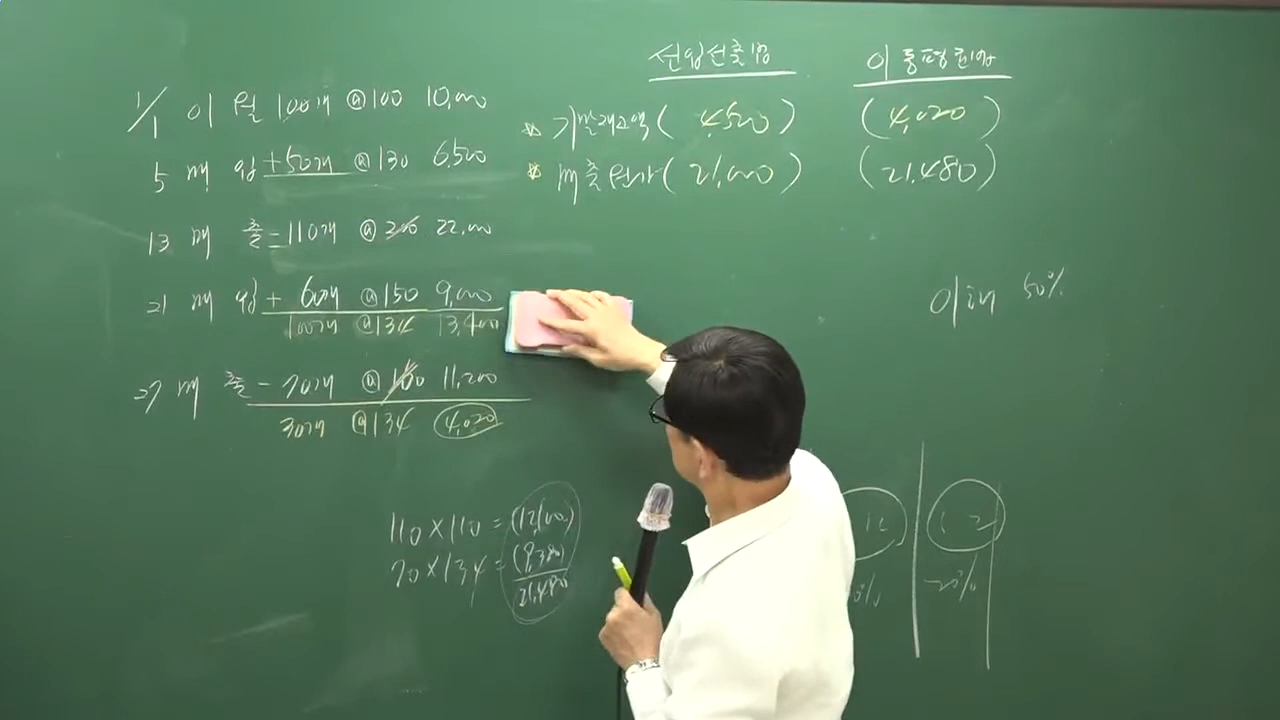 선입선출법 이동평균법
1/1 이월 100개 @100 10,000
☆ 기말재고액 ( 4,500 ) ( 4,020 )
5 매입 +50개 @130 6,500
☆ 매출원가 ( 21,000 ) ( 21,480 )
13 매출 -110개 @200 22,000
21 매입 + 60개 @150 9,000
100개 @134 13,400
50%
27 매출 - 70개 @160 11,200
30개 @134 4,020
110×110 = (12,100)
70×134 = (9,380)
21,480
12
-20%